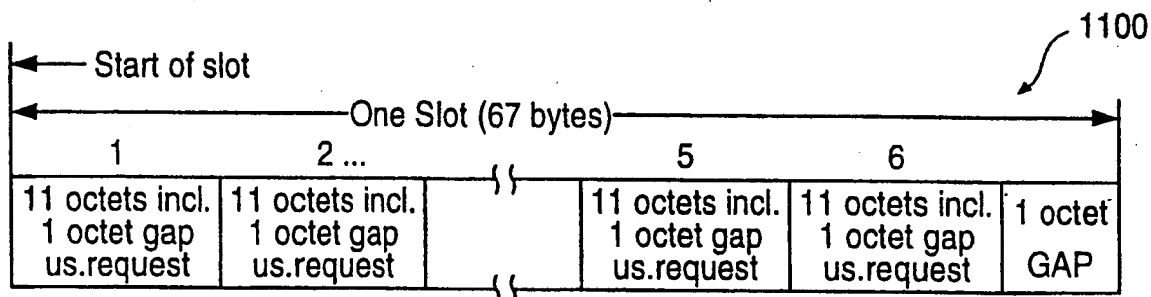 1100
Start of slot
One Slot (67 bytes)
1 2 ... 5 6
11 octets incl. 11 octets incl. 11 octets incl. 11 octets incl. 1 octet
1 octet gap 1 octet gap 1 octet gap 1 octet gap GAP
us.request us.request us.request us.request